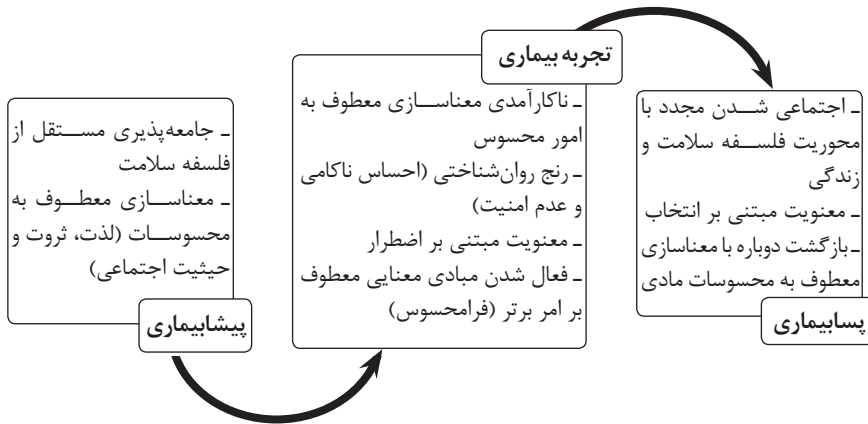 ـ جامعه‌پذیری مستقل از
فلسفه سلامت
ـ معناسازی معطوف به
محسوسات (لذت، ثروت و
حیثیت اجتماعی)
پیشابیماری
تجربه بیماری
ـ ناکارآمدی معناسازی معطوف به
امور محسوس
ـ رنج روان‌شناختی (احساس ناکامی
و عدم امنیت)
ـ معنویت مبتنی بر اضطرار
ـ فعال شدن مبادی معنایی معطوف
بر امر برتر (فرامحسوس)
ـ اجتماعی شدن مجدد با
محوریت فلسفه سلامت و
زندگی
ـ معنویت مبتنی بر انتخاب
ـ بازگشت دوباره با معناسازی
معطوف به محسوسات مادی
پسابیماری